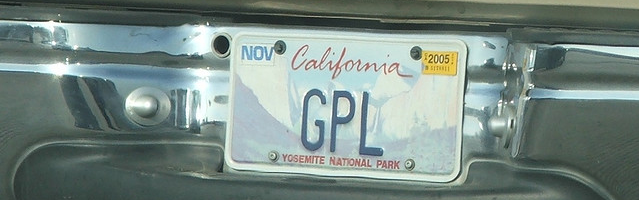 NOV California 2005
GPL
YOSEMITE NATIONAL PARK